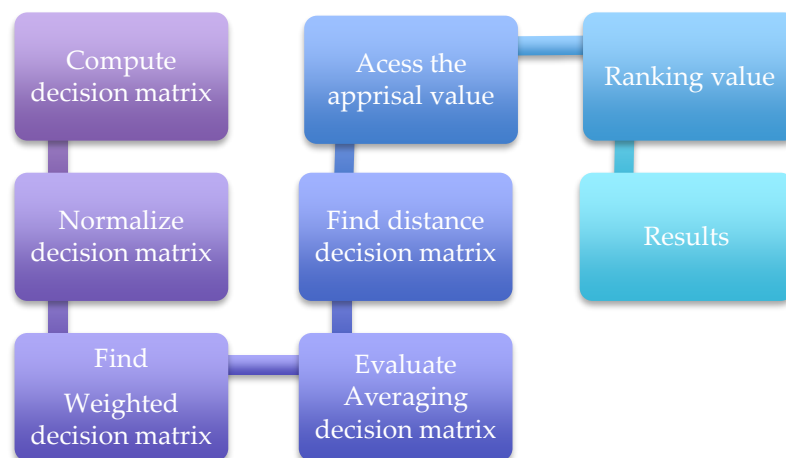 Compute
decision matrix
Normalize
decision matrix
Find
Weighted
decision matrix
Evaluate
Averaging
decision matrix
Find distance
decision matrix
Acess the
apprisal value
Ranking value
Results